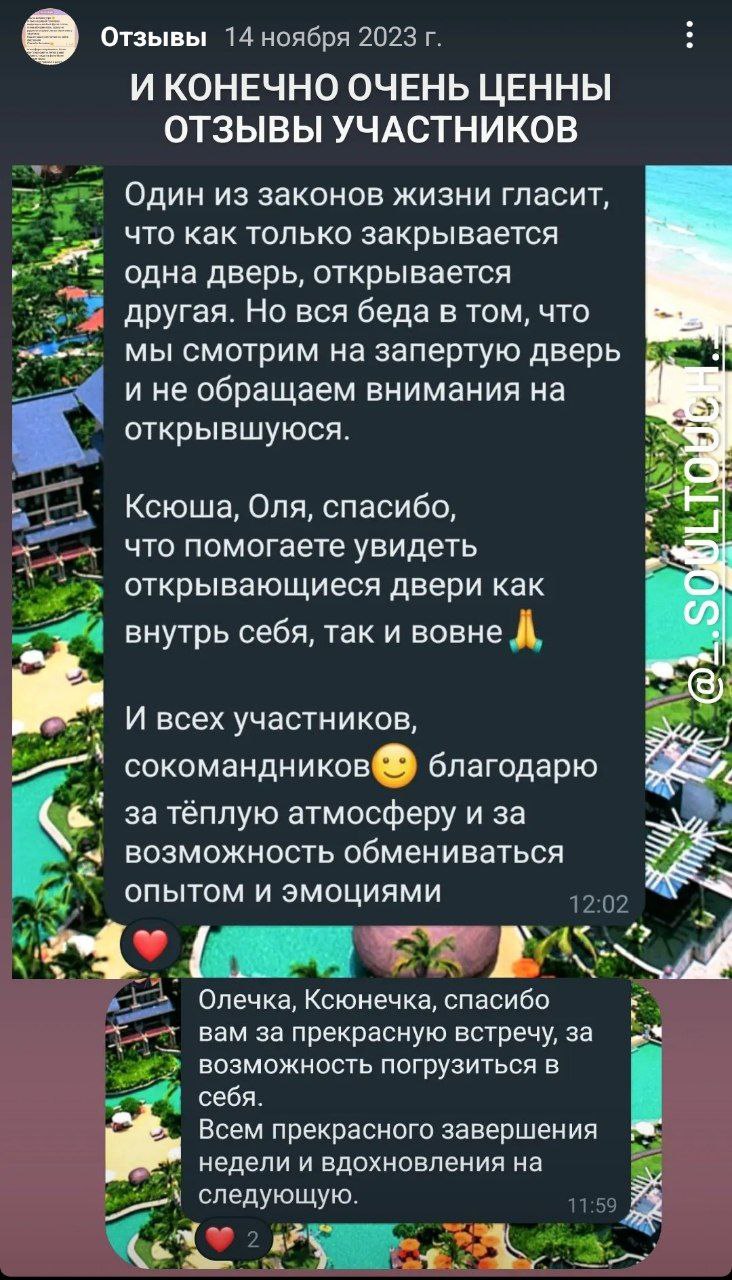 Отзывы 14 ноября 2023 г.
И КОНЕЧНО ОЧЕНЬ ЦЕННЫ
ОТЗЫВЫ УЧАСТНИКОВ
Один из законов жизни гласит,
что как только закрывается
одна дверь, открывается
другая. Но вся беда в том, что
мы смотрим на запертую дверь
и не обращаем внимания на
открывшуюся.
Ксюша, Оля, спасибо,
что помогаете увидеть
открывающиеся двери как
внутрь себя, так и вовне🙏
И всех участников,
сокомандников🙂 благодарю
за тёплую атмосферу и за
возможность обмениваться
опытом и эмоциями
12:02
❤️
@_.SOULTOUCH._
Олечка, Ксюнечка, спасибо
вам за прекрасную встречу, за
возможность погрузиться в
себя.
Всем прекрасного завершения
недели и вдохновления на
следующую.
11:59
❤️ 2